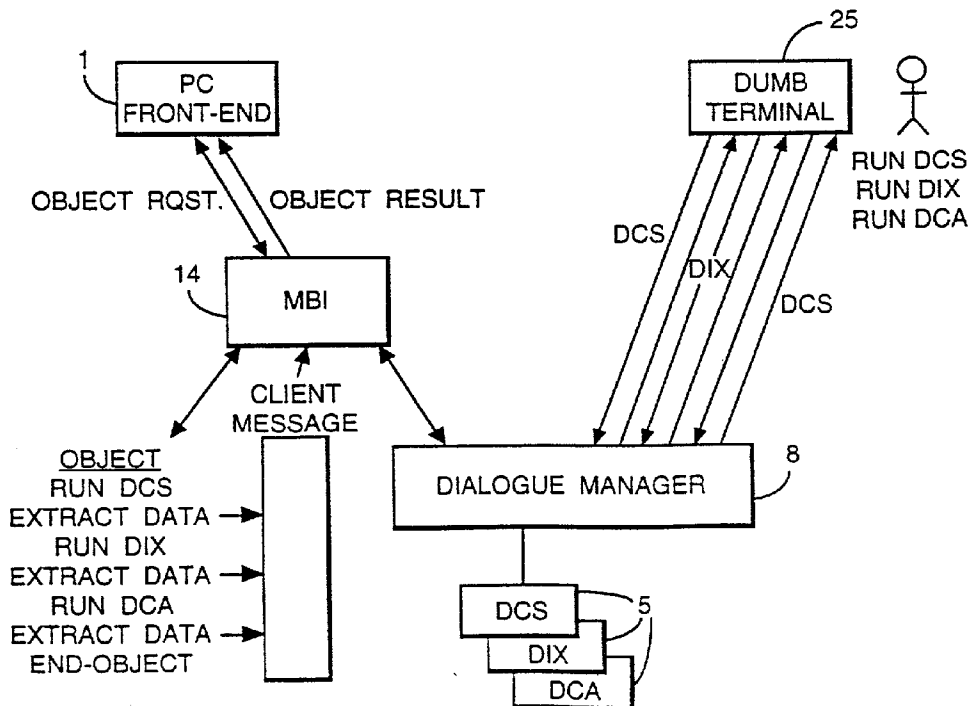 1
PC
FRONT-END
25
DUMB
TERMINAL
RUN DCS
RUN DIX
RUN DCA
OBJECT RQST.
OBJECT RESULT
DCS
DIX
DCS
14
MBI
CLIENT
MESSAGE
OBJECT
RUN DCS
EXTRACT DATA
RUN DIX
EXTRACT DATA
RUN DCA
EXTRACT DATA
END-OBJECT
DIALOGUE MANAGER
8
DCS
DIX
DCA
5